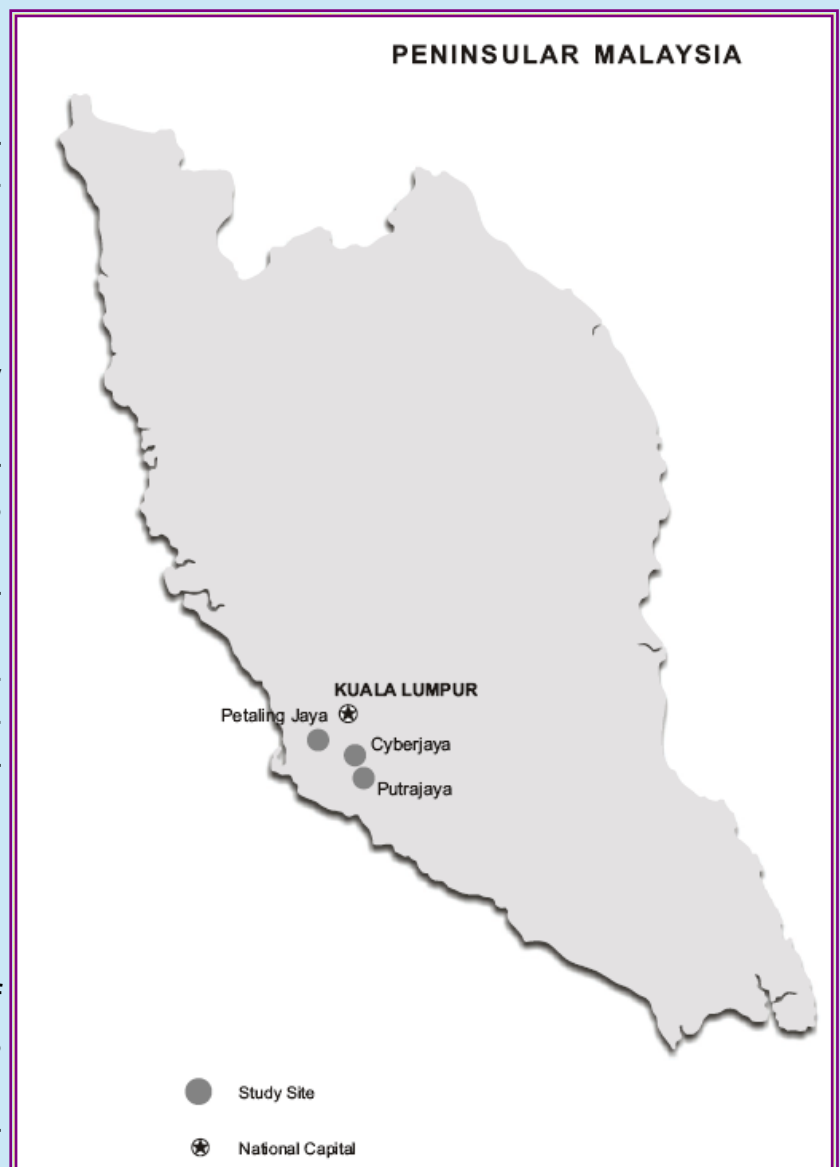 PENINSULAR MALAYSIA
KUALA LUMPUR
Petaling Jaya
Cyberjaya
Putrajaya
Study Site
National Capital